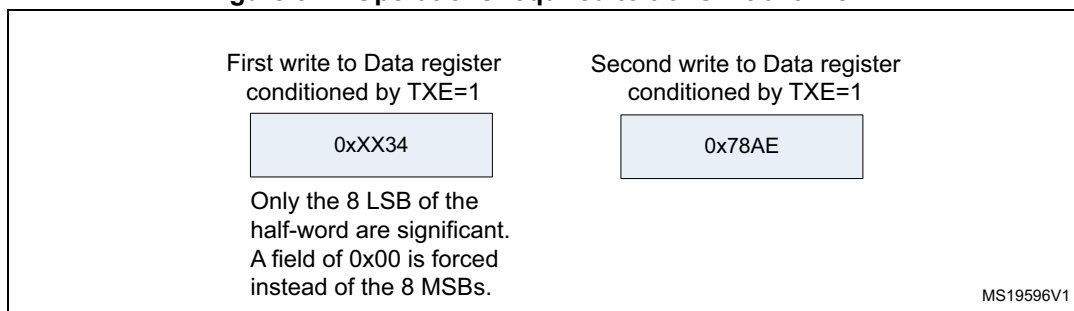 First write to Data register
conditioned by TXE=1
0xXX34
Only the 8 LSB of the
half-word are significant.
A field of 0x00 is forced
instead of the 8 MSBs.
Second write to Data register
conditioned by TXE=1
0x78AE
MS19596V1